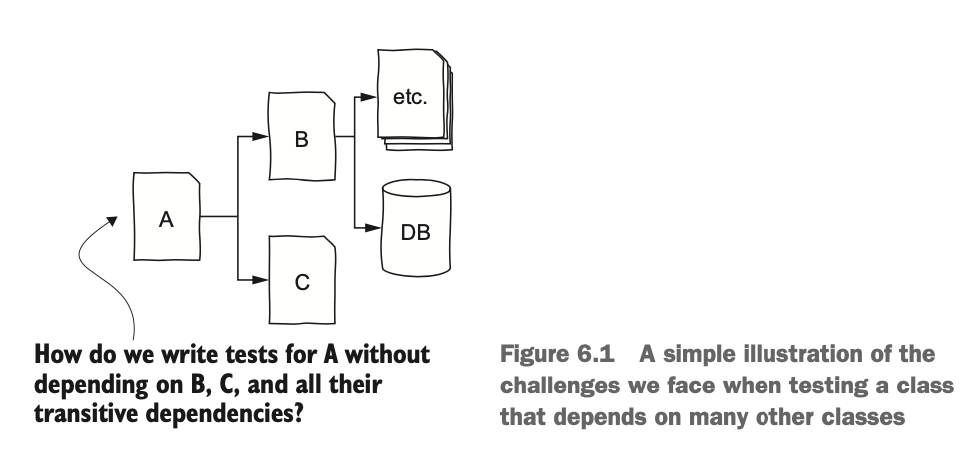 etc.
B
A
DB
C
How do we write tests for A without
depending on B, C, and all their
transitive dependencies?
Figure 6.1 A simple illustration of the
challenges we face when testing a class
that depends on many other classes